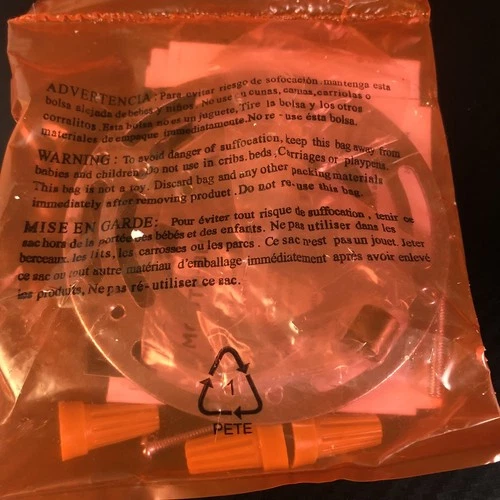 ADVERTENCIA: Para evitar riesgo de sofocación, mantenga esta
bolsa alejada de bebés y niños. No use en cunas, camas, carriolas o
corralitos. Esta bolsa no es un juguete. Tire la bolsa y los otros
materiales de empaque immediatamente. No re-use ésta bolsa.
WARNING: To avoid danger of suffocation, keep this bag away from
babies and children. Do not use in cribs, beds, Carriages or playpens.
This bag is not a toy. Discard bag and any other packing materials
immediately after removing product. Do not re-use this bag.
MISE EN GARDE: Pour éviter tout risque de suffocation, tenir ce
sac hors de la portée des bébés et des enfants. Ne pas utiliser dans les
berceaux, les lits, les carrosses ou les parcs. Ce sac n'est pas un jouet. Jeter
ce sac ou tout autre matériau d'emballage immédiatement après avoir enlevé
les produits. Ne pas ré-utiliser ce sac.
1
PETE